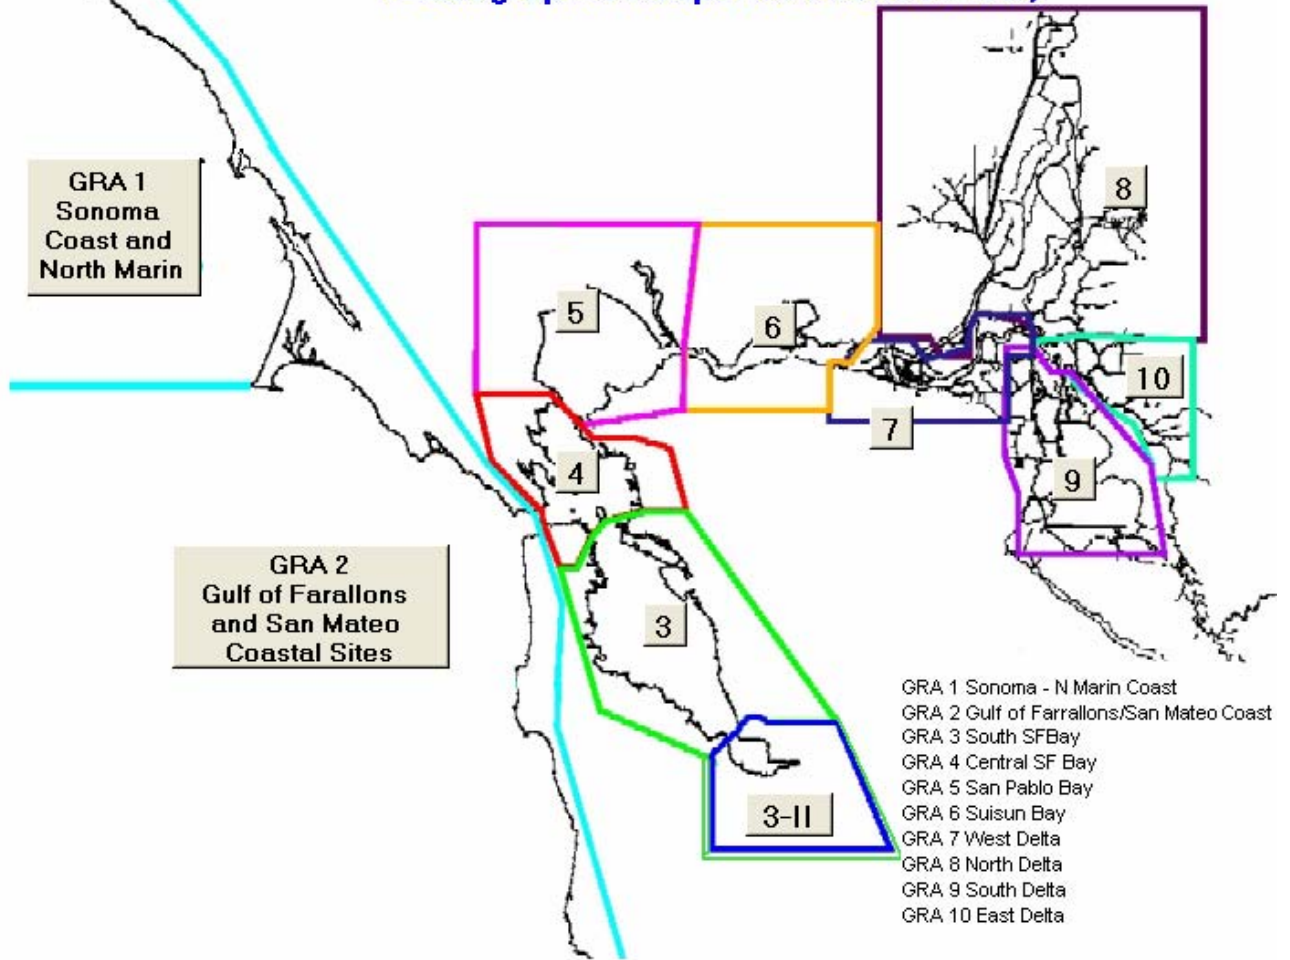 GRA 1
Sonoma
Coast and
North Marin
8
5
6
10
7
4
9
GRA 2
Gulf of Farallons
and San Mateo
Coastal Sites
3
3-II
GRA 1 Sonoma - N Marin Coast
GRA 2 Gulf of Farrallons/San Mateo Coast
GRA 3 South SFBay
GRA 4 Central SF Bay
GRA 5 San Pablo Bay
GRA 6 Suisun Bay
GRA 7 West Delta
GRA 8 North Delta
GRA 9 South Delta
GRA 10 East Delta